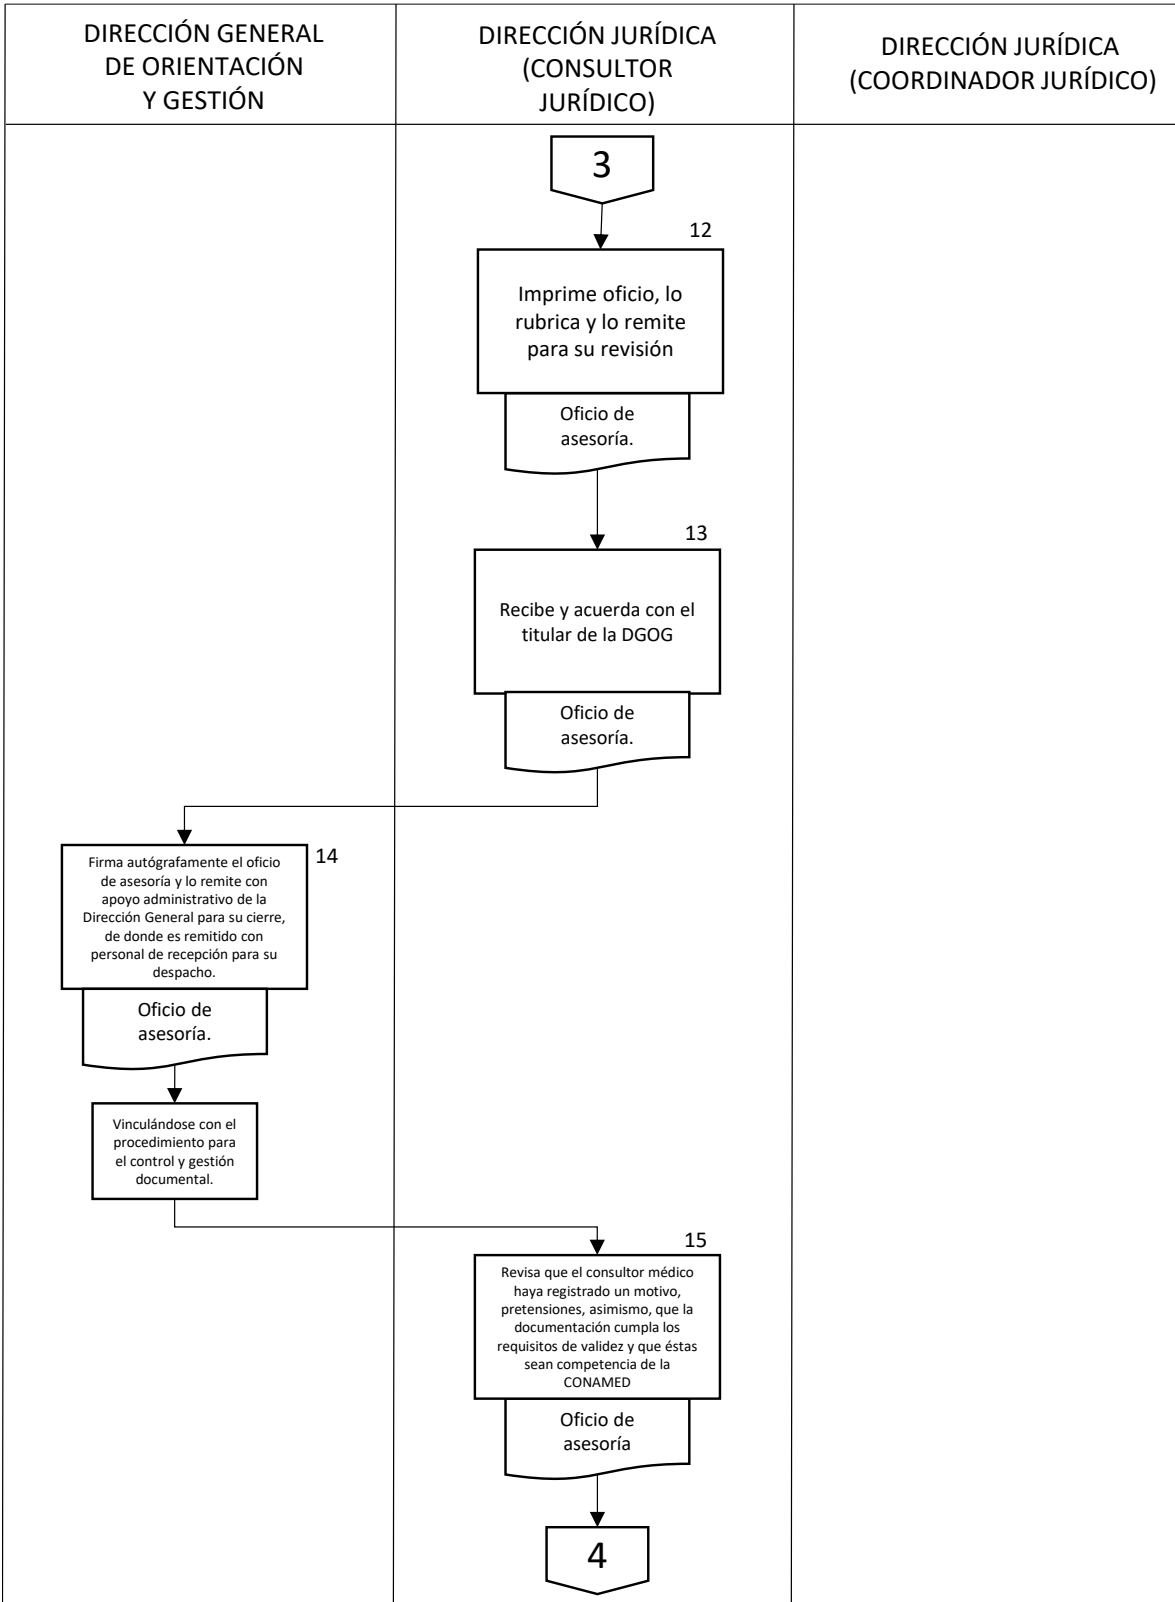 DIRECCIÓN GENERAL
DE ORIENTACIÓN
Y GESTIÓN
DIRECCIÓN JURÍDICA
(CONSULTOR
JURÍDICO)
DIRECCIÓN JURÍDICA
(COORDINADOR JURÍDICO)
3
12
Imprime oficio, lo
rubrica y lo remite
para su revisión
Oficio de
asesoría.
13
Recibe y acuerda con el
titular de la DGOG
Oficio de
asesoría.
14
Firma autógrafamente el oficio
de asesoría y lo remite con
apoyo administrativo de la
Dirección General para su cierre,
de donde es remitido con
personal de recepción para su
despacho.
Oficio de
asesoría.
Vinculándose con el
procedimiento para
el control y gestión
documental.
15
Revisa que el consultor médico
haya registrado un motivo,
pretensiones, asimismo, que la
documentación cumpla los
requisitos de validez y que éstas
sean competencia de la
CONAMED
Oficio de
asesoría
4